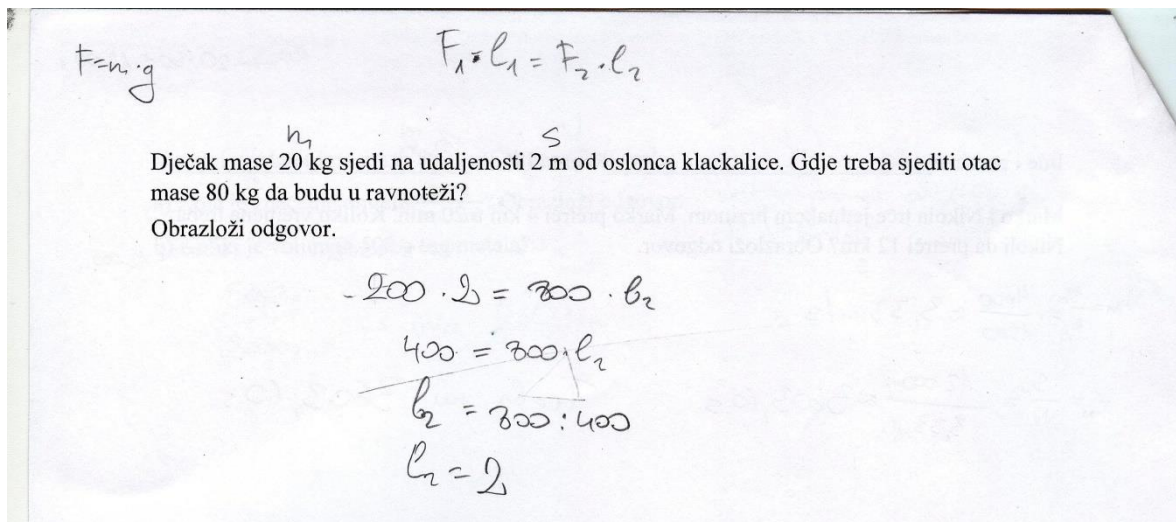 F=m·g
F₁·l₁ = F₂·l₂
m s
Dječak mase 20 kg sjedi na udaljenosti 2 m od oslonca klackalice. Gdje treba sjediti otac
mase 80 kg da budu u ravnoteži?
Obrazloži odgovor.
200 · 2 = 800 · l₂
400 = 800 · l₂
l₂ = 800 : 400
l₂ = 2